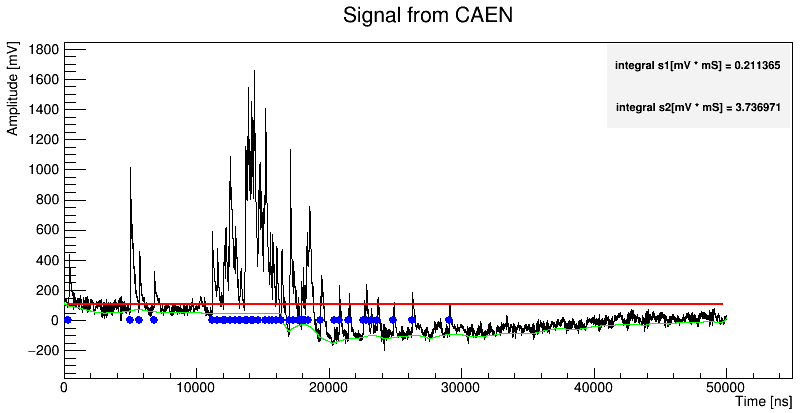 Signal from CAEN
Amplitude [mV]
1800
1600
1400
1200
1000
800
600
400
200
0
−200
integral s1[mV * mS] = 0.211365
integral s2[mV * mS] = 3.736971
0 10000 20000 30000 40000 50000
Time [ns]